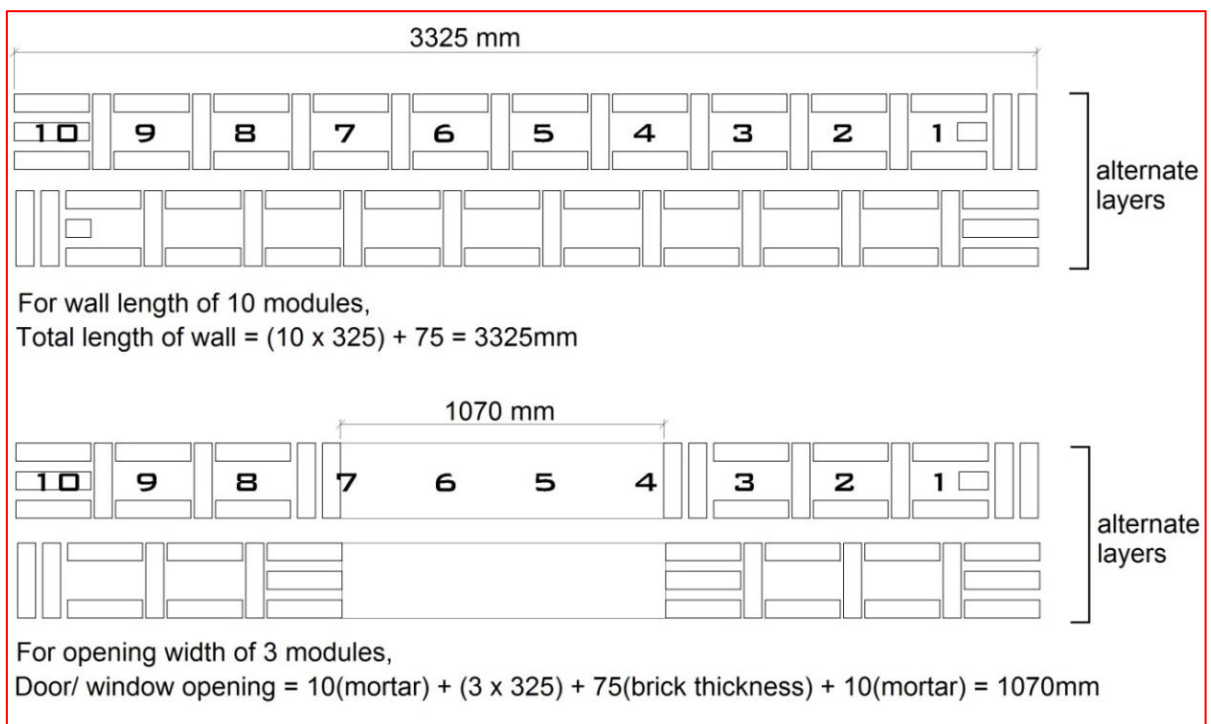 3325 mm
10 9 8 7 6 5 4 3 2 1
alternate
layers
For wall length of 10 modules,
Total length of wall = (10 x 325) + 75 = 3325mm
1070 mm
10 9 8 7 6 5 4 3 2 1
alternate
layers
For opening width of 3 modules,
Door/ window opening = 10(mortar) + (3 x 325) + 75(brick thickness) + 10(mortar) = 1070mm